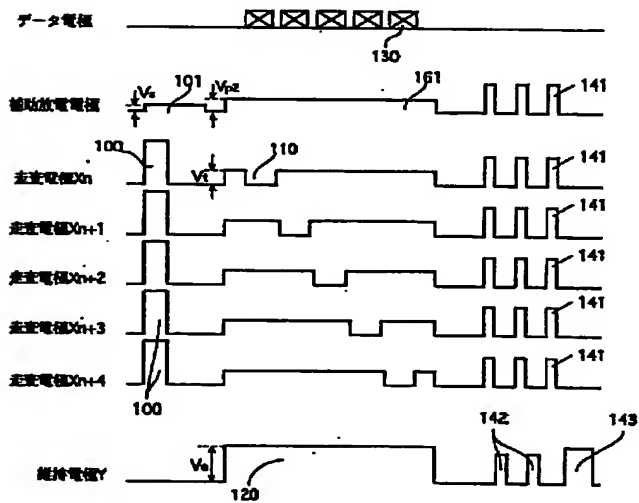 データ電極
130
Vs 101 Vp2 161 141
補助放電電極
100 110 141
走査電極Xn Vt
走査電極Xn+1 141
走査電極Xn+2 141
走査電極Xn+3 141
走査電極Xn+4 141
100
142 143
維持電極Y
120